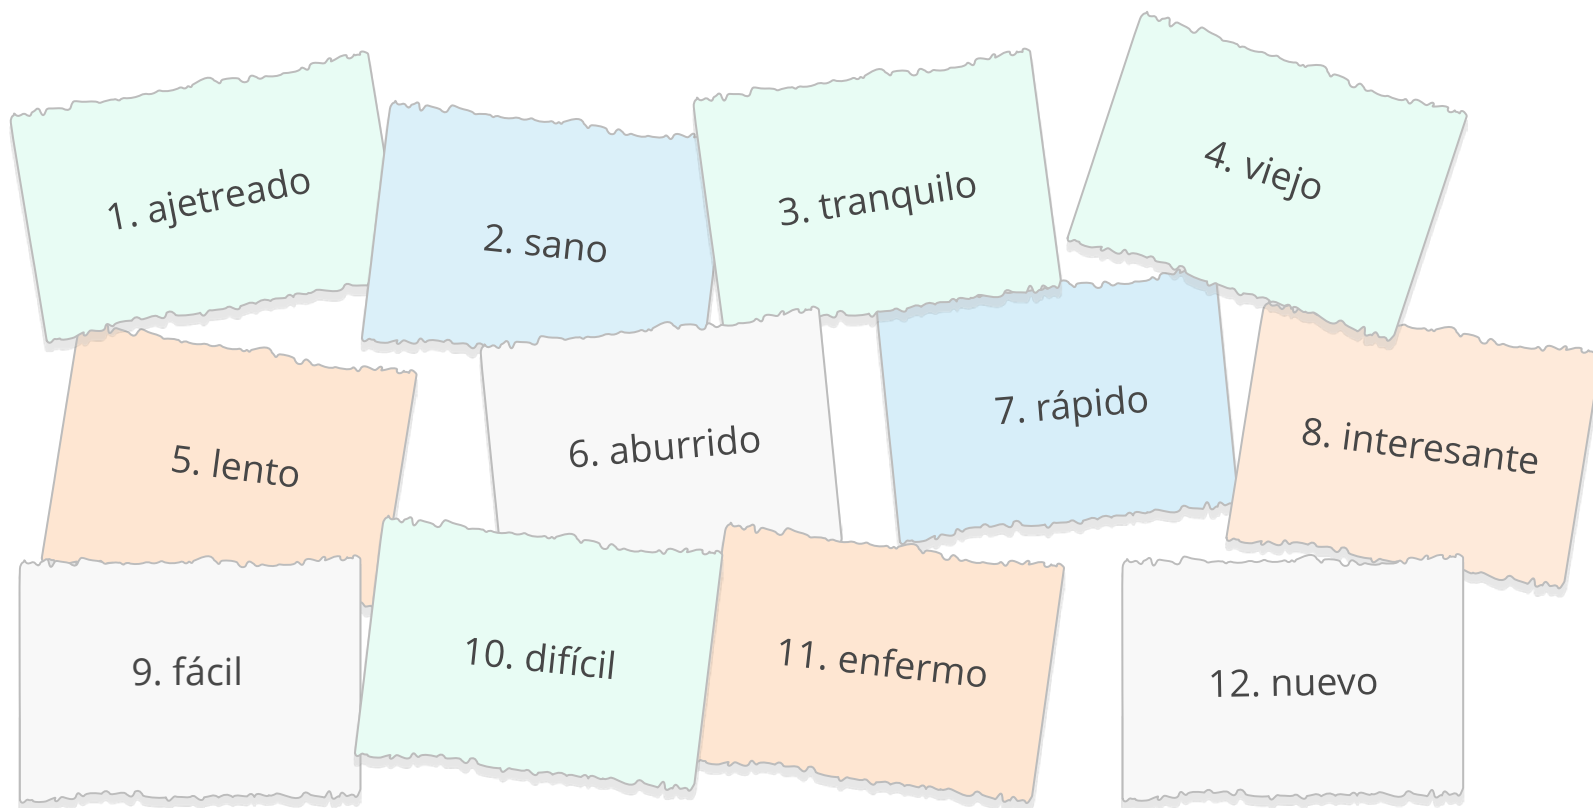 1. ajetreado
2. sano
3. tranquilo
4. viejo
5. lento
6. aburrido
7. rápido
8. interesante
9. fácil
10. difícil
11. enfermo
12. nuevo